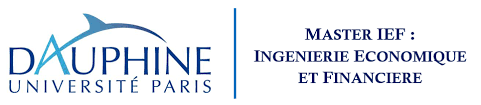 DAUPHINE
UNIVERSITÉ PARIS
MASTER IEF :
INGENIERIE ECONOMIQUE
ET FINANCIERE